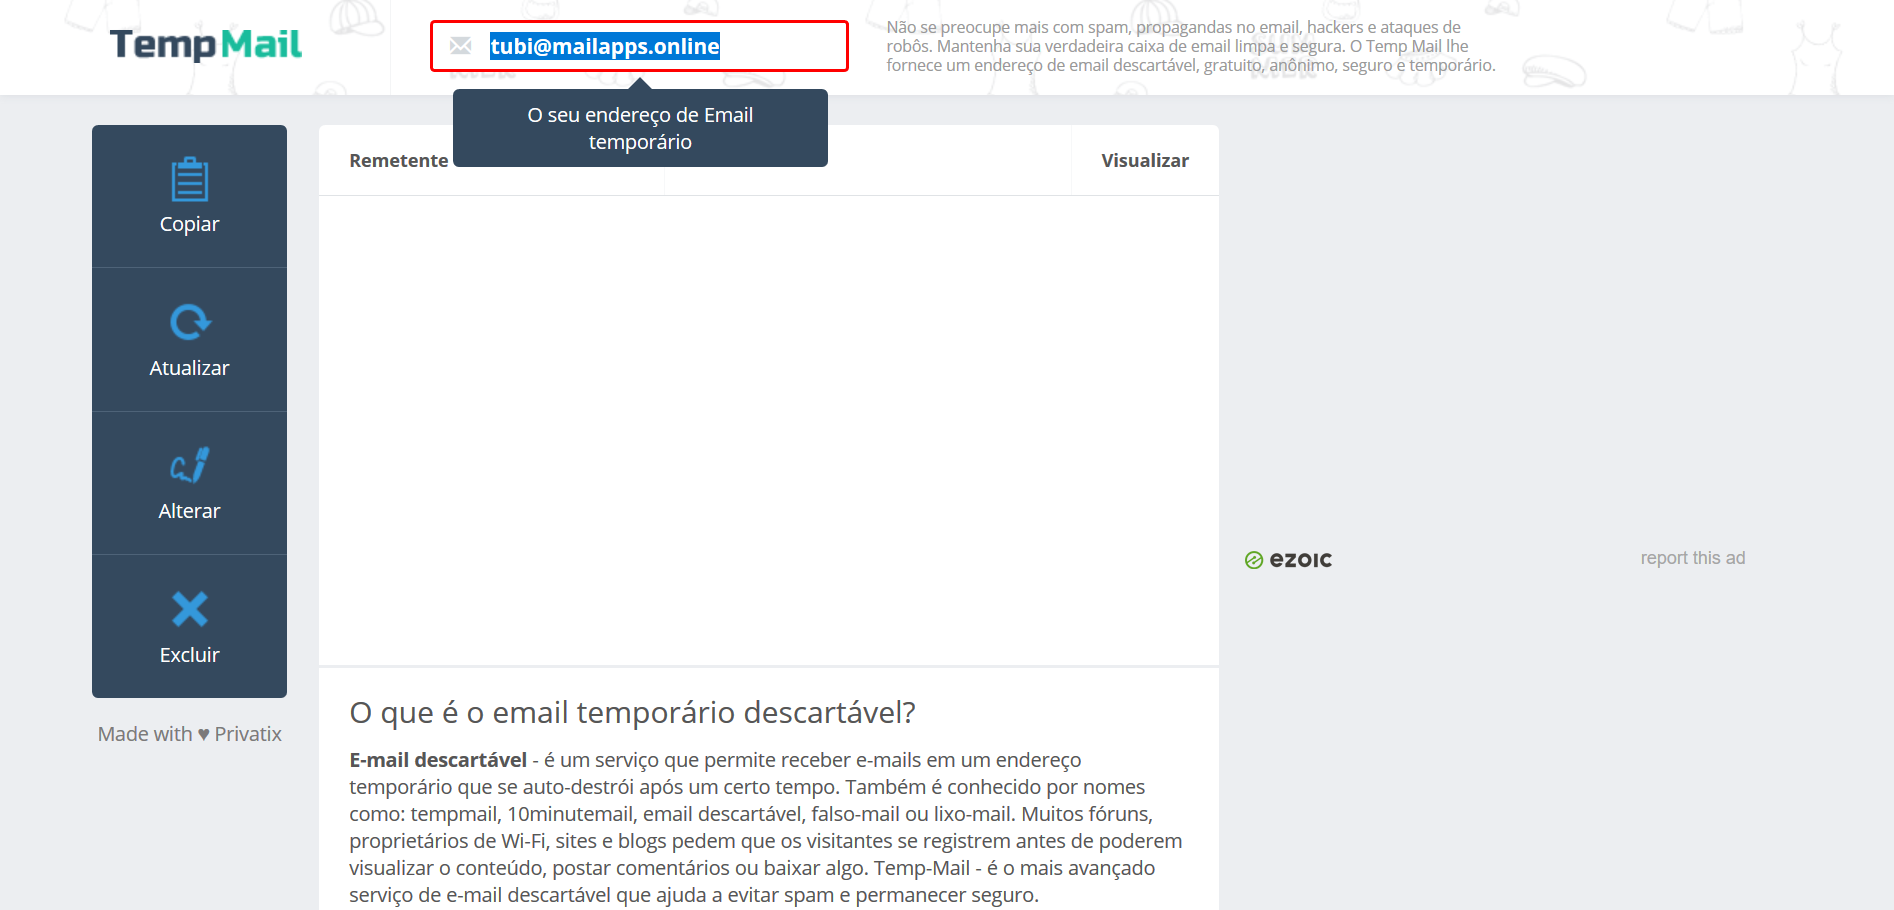 TempMail
tubi@mailapps.online
Não se preocupe mais com spam, propagandas no email, hackers e ataques de
robôs. Mantenha sua verdadeira caixa de email limpa e segura. O Temp Mail lhe
fornece um endereço de email descartável, gratuito, anônimo, seguro e temporário.
O seu endereço de Email
temporário
Remetente
Visualizar
Copiar
Atualizar
Alterar
Excluir
Made with ♥ Privatix
ezoic
report this ad
O que é o email temporário descartável?
E-mail descartável - é um serviço que permite receber e-mails em um endereço
temporário que se auto-destrói após um certo tempo. Também é conhecido por nomes
como: tempmail, 10minutemail, email descartável, falso-mail ou lixo-mail. Muitos fóruns,
proprietários de Wi-Fi, sites e blogs pedem que os visitantes se registrem antes de poderem
visualizar o conteúdo, postar comentários ou baixar algo. Temp-Mail - é o mais avançado
serviço de e-mail descartável que ajuda a evitar spam e permanecer seguro.